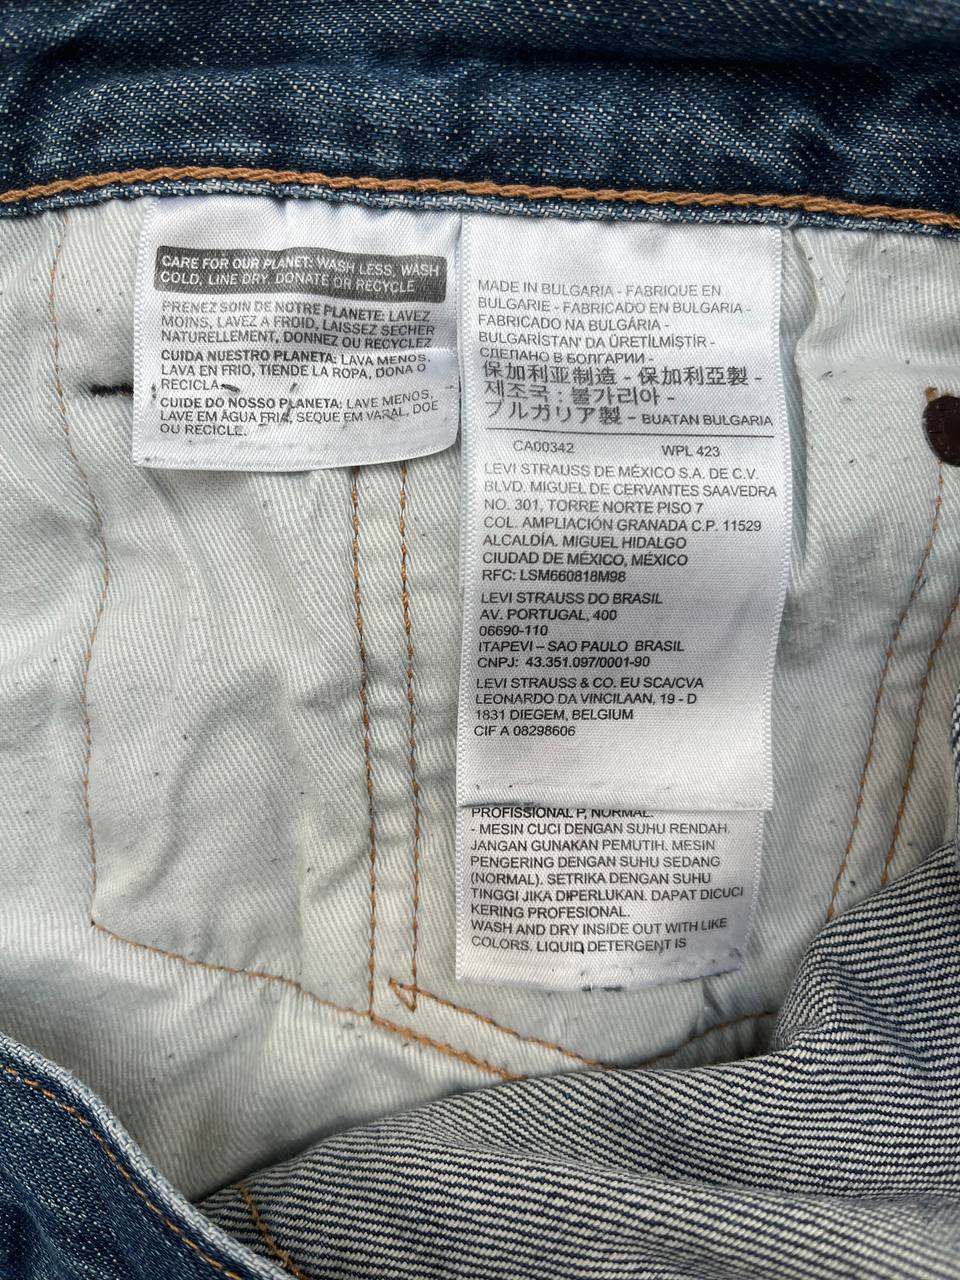 CARE FOR OUR PLANET: WASH LESS, WASH
COLD, LINE DRY, DONATE OR RECYCLE
PRENEZ SOIN DE NOTRE PLANETE: LAVEZ
MOINS, LAVEZ A FROID, LAISSEZ SECHER
NATURELLEMENT, DONNEZ OU RECYCLEZ
CUIDA NUESTRO PLANETA: LAVA MENOS,
LAVA EN FRIO, TIENDE LA ROPA, DONA O
RECICLA.
CUIDE DO NOSSO PLANETA: LAVE MENOS,
LAVE EM ÁGUA FRIA, SEQUE EM VARAL, DOE
OU RECICLE.
MADE IN BULGARIA - FABRIQUE EN
BULGARIE - FABRICADO EN BULGARIA -
FABRICADO NA BULGÁRIA -
BULGARİSTAN' DA ÜRETİLMİŞTİR -
СДЕЛАНО В БОЛГАРИИ -
保加利亚制造 - 保加利亞製 -
제조국 : 불가리아 -
ブルガリア製 - BUATAN BULGARIA
CA00342 WPL 423
LEVI STRAUSS DE MÉXICO S.A. DE C.V.
BLVD. MIGUEL DE CERVANTES SAAVEDRA
NO. 301, TORRE NORTE PISO 7
COL. AMPLIACIÓN GRANADA C.P. 11529
ALCALDÍA. MIGUEL HIDALGO
CIUDAD DE MÉXICO, MÉXICO
RFC: LSM660818M98
LEVI STRAUSS DO BRASIL
AV. PORTUGAL, 400
06690-110
ITAPEVI – SAO PAULO BRASIL
CNPJ: 43.351.097/0001-90
LEVI STRAUSS & CO. EU SCA/CVA
LEONARDO DA VINCILAAN, 19 - D
1831 DIEGEM, BELGIUM
CIF A 08298606
PROFISSIONAL P, NORMAL.
- MESIN CUCI DENGAN SUHU RENDAH.
JANGAN GUNAKAN PEMUTIH. MESIN
PENGERING DENGAN SUHU SEDANG
(NORMAL). SETRIKA DENGAN SUHU
TINGGI JIKA DIPERLUKAN. DAPAT DICUCI
KERING PROFESIONAL.
WASH AND DRY INSIDE OUT WITH LIKE
COLORS. LIQUID DETERGENT IS